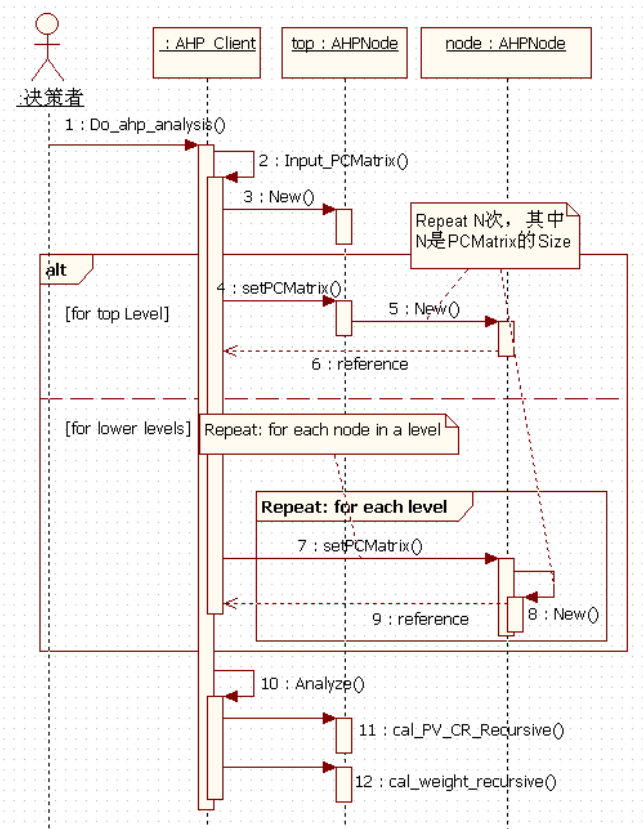 : AHP_Client
top : AHPNode
node : AHPNode
:决策者
1 : Do_ahp_analysis()
2 : Input_PCMatrix()
3 : New()
Repeat N次，其中
N是PCMatrix的Size
alt
4 : setPCMatrix()
[for top Level]
5 : New()
6 : reference
[for lower levels]
Repeat: for each node in a level
Repeat: for each level
7 : setPCMatrix()
8 : New()
9 : reference
10 : Analyze()
11 : cal_PV_CR_Recursive()
12 : cal_weight_recursive()